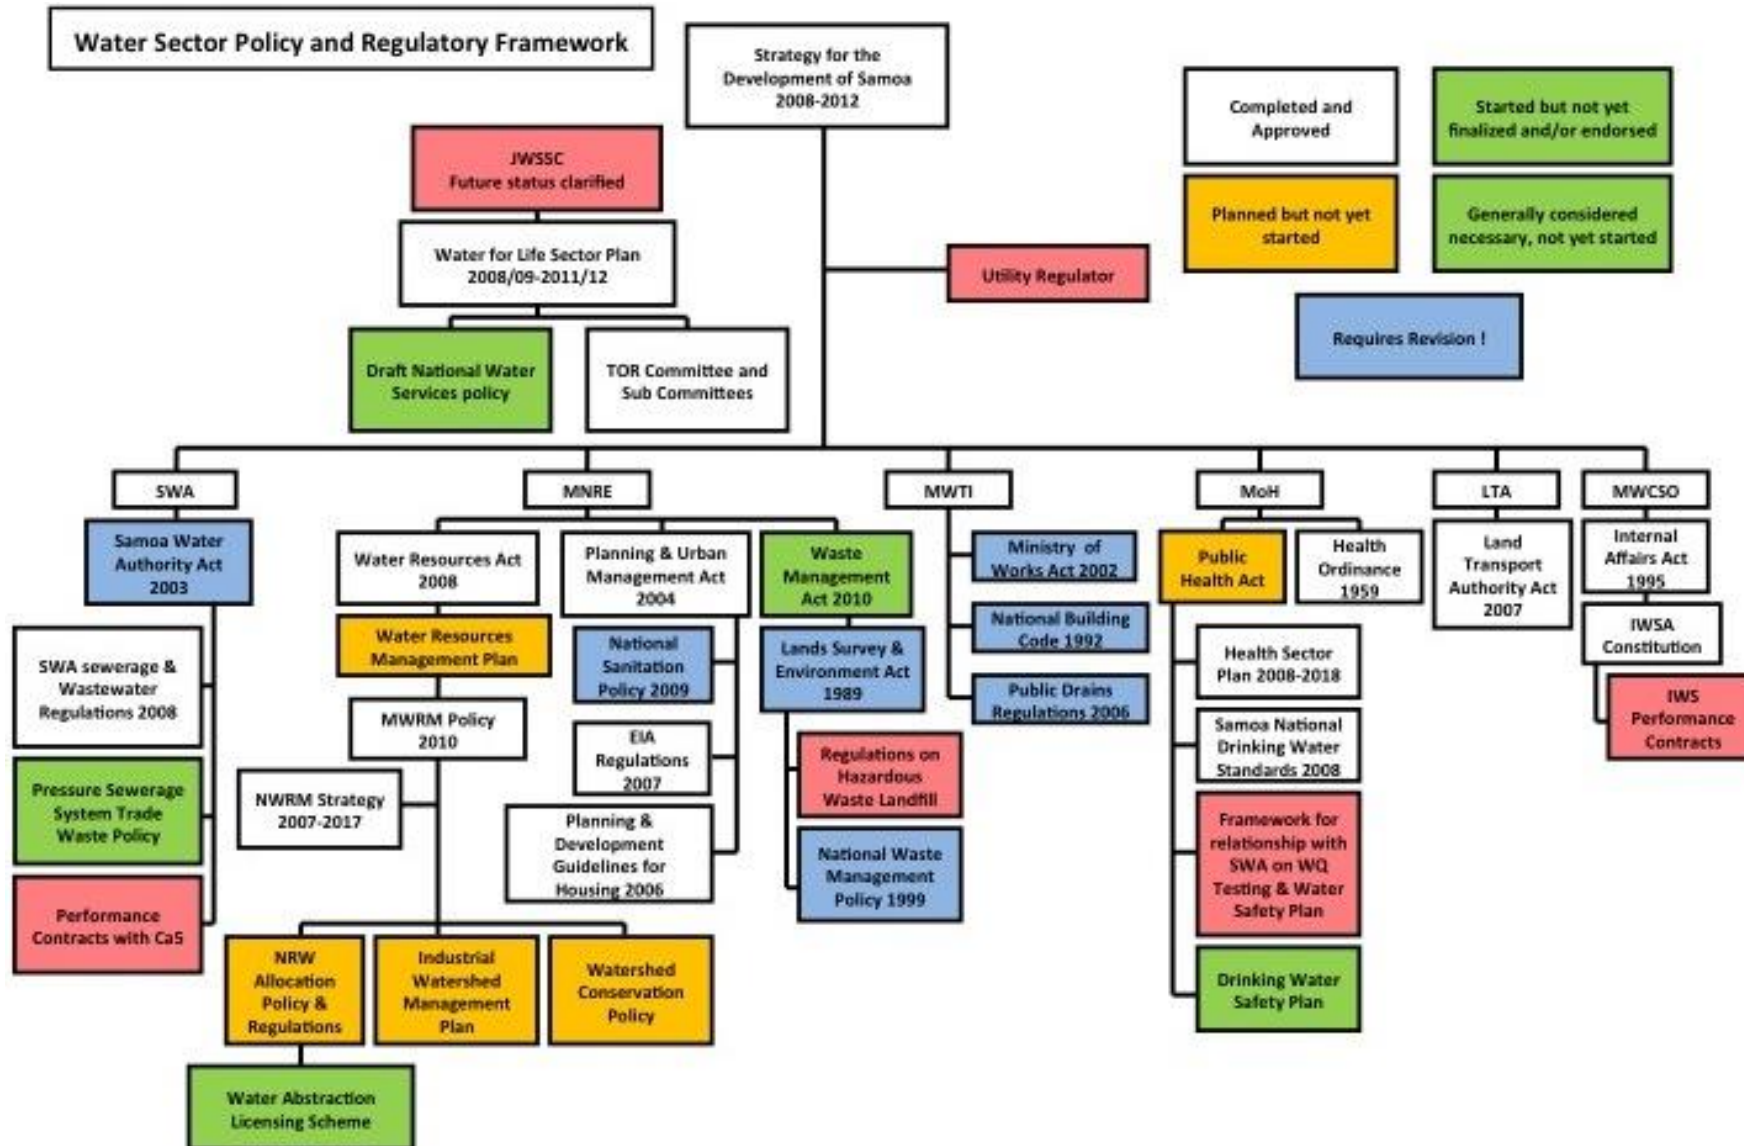 Water Sector Policy and Regulatory Framework
Strategy for the
Development of Samoa
2008-2012
Completed and
Approved
Started but not yet
finalized and/or endorsed
JWSSC
Future status clarified
Planned but not yet
started
Generally considered
necessary, not yet started
Water for Life Sector Plan
2008/09-2011/12
Utility Regulator
Requires Revision !
Draft National Water
Services policy
TOR Committee and
Sub Committees
SWA
MNRE
MWTI
MoH
LTA
MWCSO
Samoa Water
Authority Act
2003
SWA sewerage &
Wastewater
Regulations 2008
Pressure Sewerage
System Trade
Waste Policy
Performance
Contracts with CaS
Water Resources Act
2008
Water Resources
Management Plan
MWRM Policy
2010
NWRM Strategy
2007-2017
NRW
Allocation
Policy &
Regulations
Industrial
Watershed
Management
Plan
Watershed
Conservation
Policy
Water Abstraction
Licensing Scheme
Planning & Urban
Management Act
2004
National
Sanitation
Policy 2009
EIA
Regulations
2007
Planning &
Development
Guidelines for
Housing 2006
Waste
Management
Act 2010
Lands Survey &
Environment Act
1989
Regulations on
Hazardous
Waste Landfill
National Waste
Management
Policy 1999
Ministry of
Works Act 2002
National Building
Code 1992
Public Drains
Regulations 2006
Public
Health Act
Health
Ordinance
1959
Health Sector
Plan 2008-2018
Samoa National
Drinking Water
Standards 2008
Framework for
relationship with
SWA on WQ
Testing & Water
Safety Plan
Drinking Water
Safety Plan
Land
Transport
Authority Act
2007
Internal
Affairs Act
1995
IWSA
Constitution
IWS
Performance
Contracts